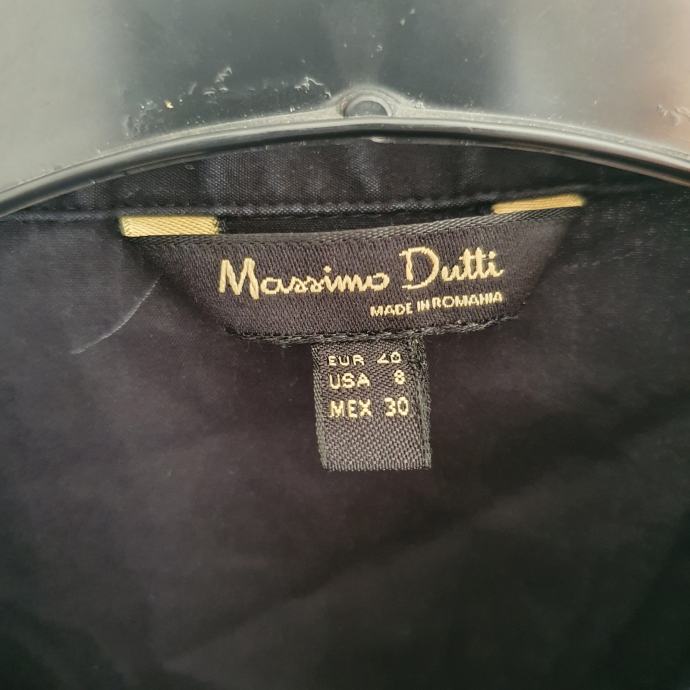 Massimo Dutti
MADE IN ROMANIA
EUR 40
USA 8
MEX 30